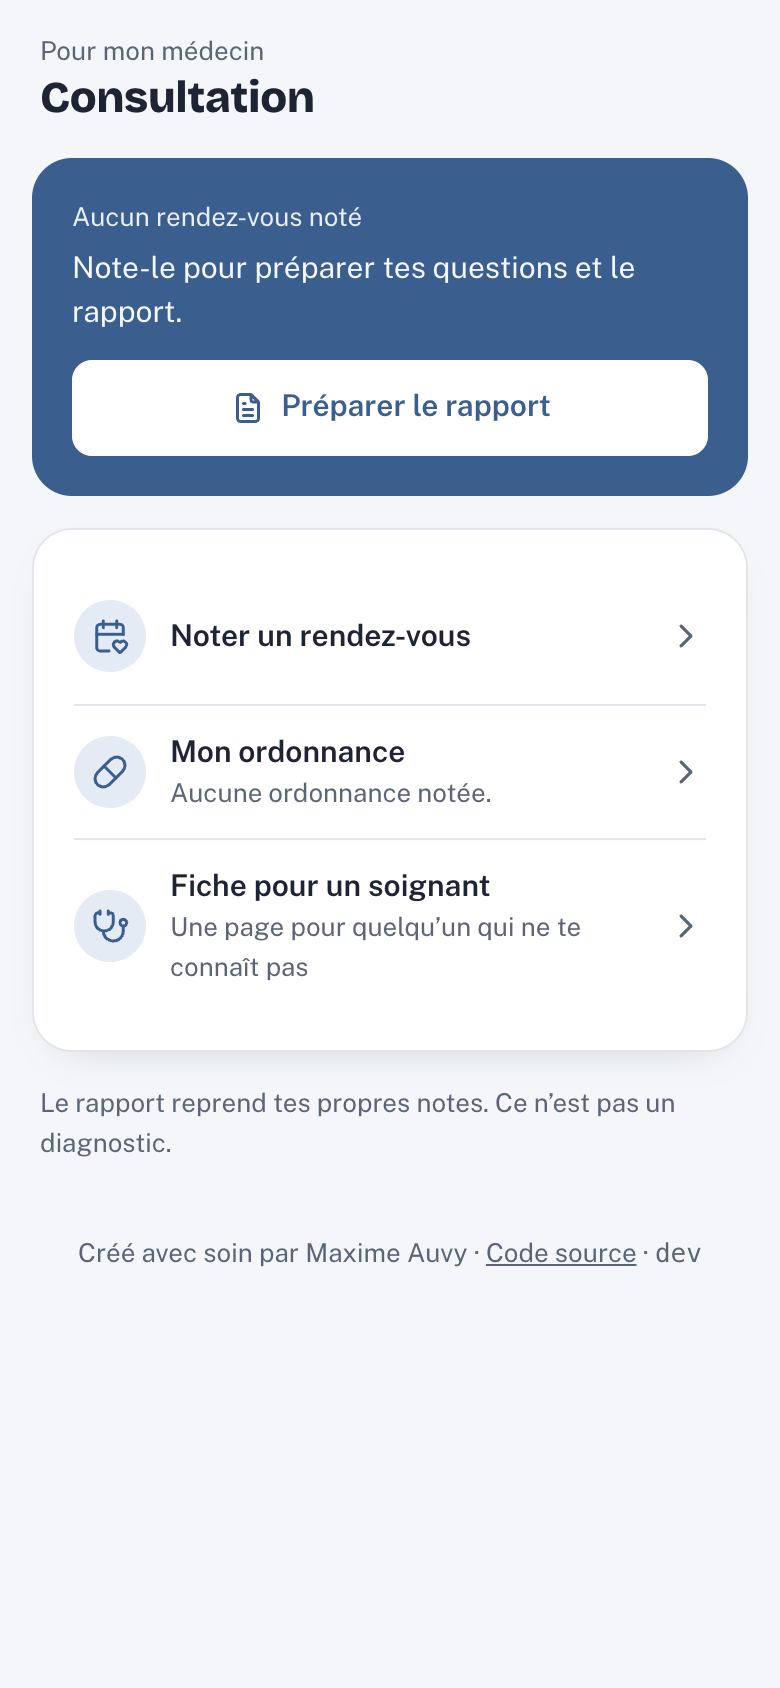 Pour mon médecin
Consultation
Aucun rendez-vous noté
Note-le pour préparer tes questions et le
rapport.
Préparer le rapport
Noter un rendez-vous
Mon ordonnance
Aucune ordonnance notée.
Fiche pour un soignant
Une page pour quelqu’un qui ne te
connaît pas
Le rapport reprend tes propres notes. Ce n’est pas un
diagnostic.
Créé avec soin par Maxime Auvy · Code source · dev